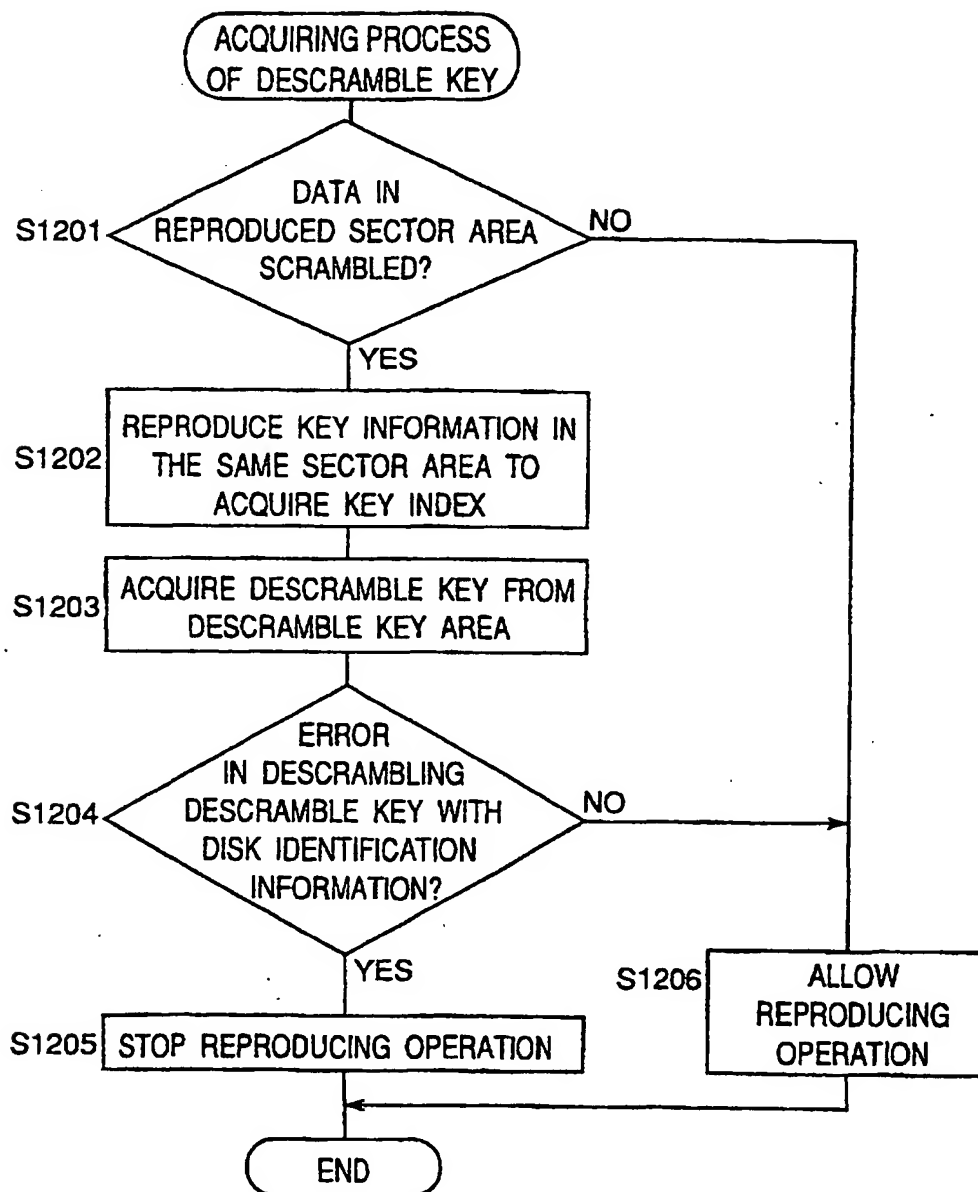 ACQUIRING PROCESS
OF DESCRAMBLE KEY
S1201
DATA IN
REPRODUCED SECTOR AREA
SCRAMBLED?
NO
YES
S1202
REPRODUCE KEY INFORMATION IN
THE SAME SECTOR AREA TO
ACQUIRE KEY INDEX
S1203
ACQUIRE DESCRAMBLE KEY FROM
DESCRAMBLE KEY AREA
S1204
ERROR
IN DESCRAMBLING
DESCRAMBLE KEY WITH
DISK IDENTIFICATION
INFORMATION?
NO
YES
S1205
STOP REPRODUCING OPERATION
S1206
ALLOW
REPRODUCING
OPERATION
END